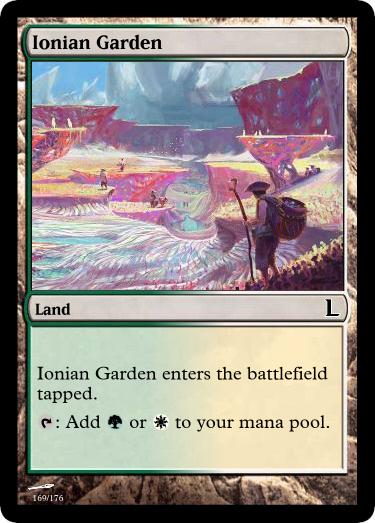 Ionian Garden
Land
L
Ionian Garden enters the battlefield
tapped.
: Add or to your mana pool.
169/176